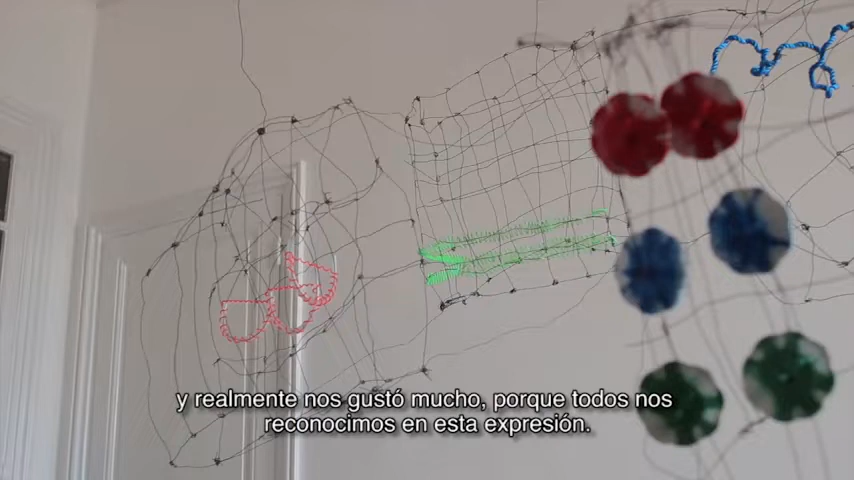 y realmente nos gustó mucho, porque todos nos
reconocimos en esta expresión.